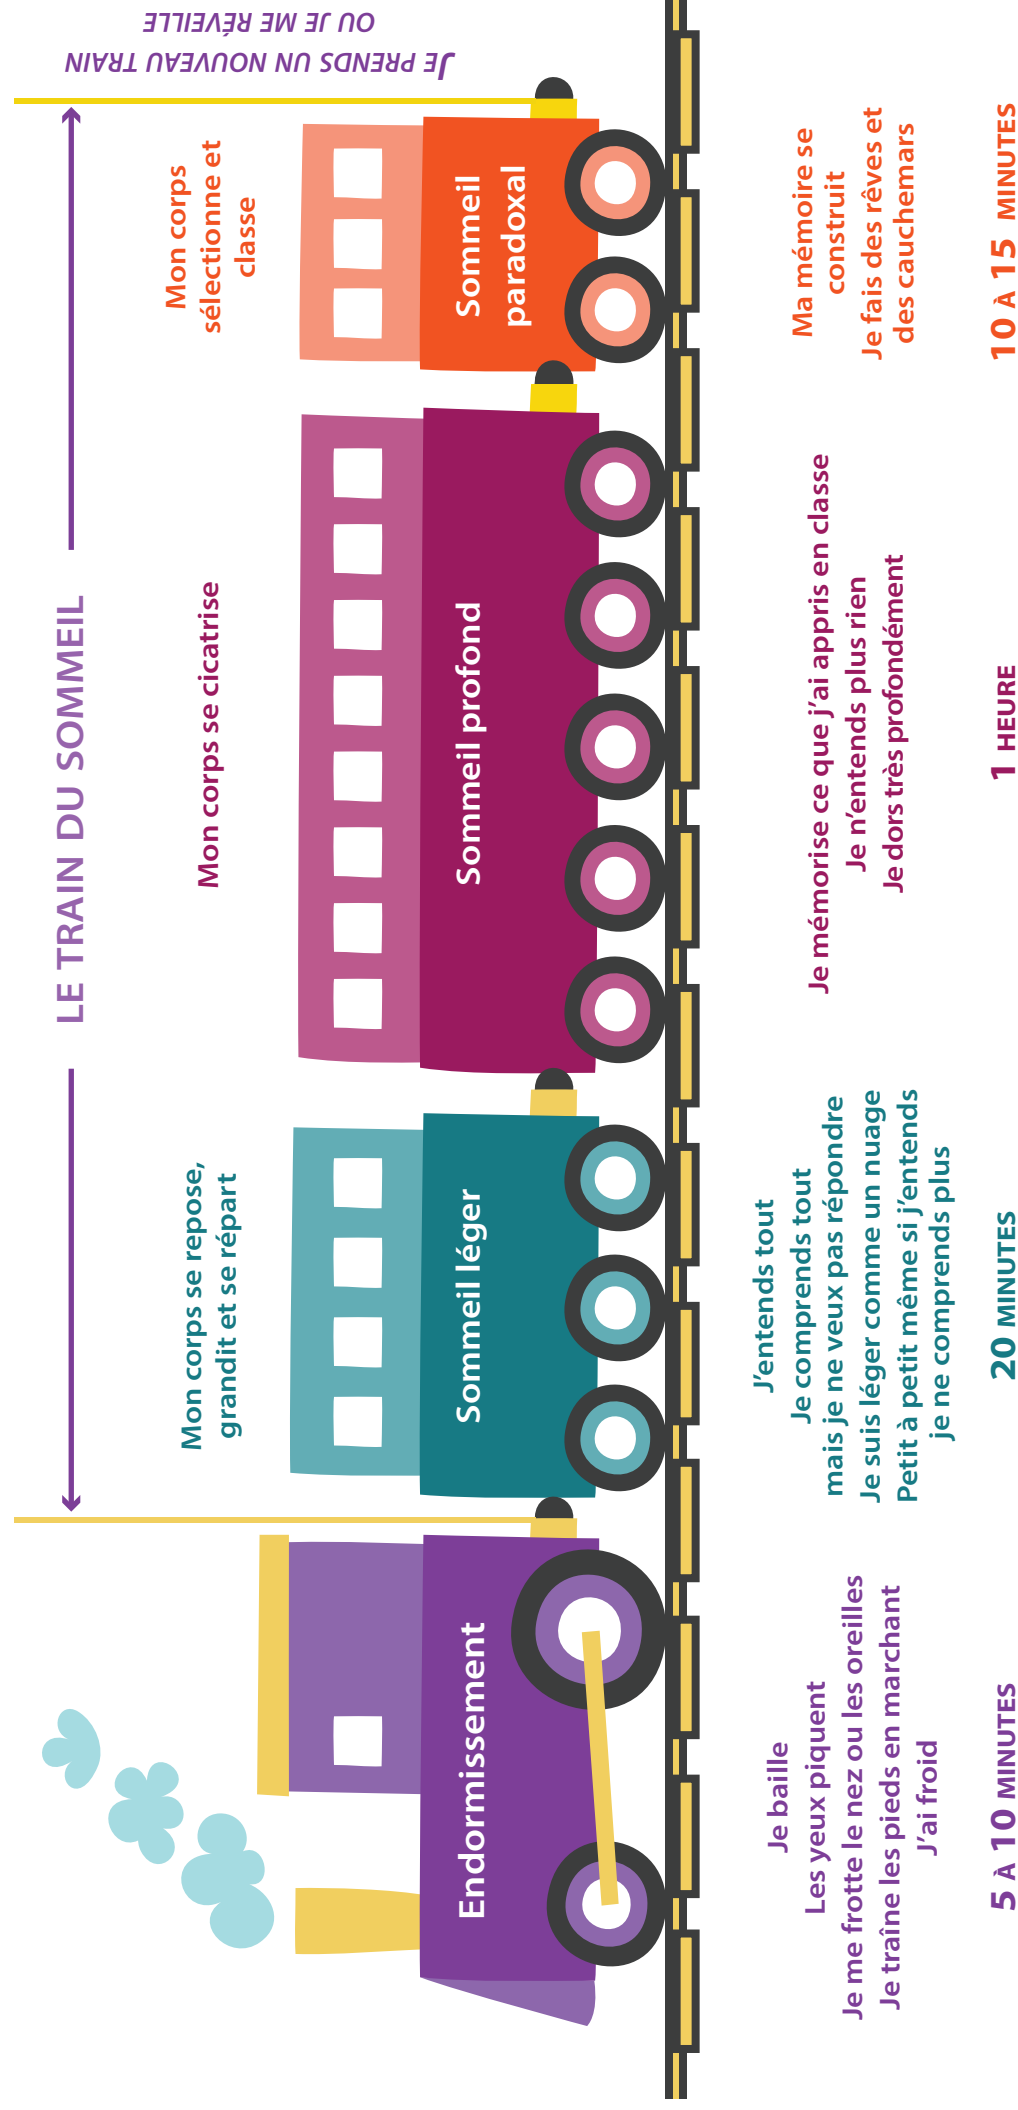 LE TRAIN DU SOMMEIL
JE PRENDS UN NOUVEAU TRAIN
OU JE ME RÉVEILLE
Endormissement
Je baille
Les yeux piquent
Je me frotte le nez ou les oreilles
Je traîne les pieds en marchant
J'ai froid
5 À 10 MINUTES
Mon corps se repose,
grandit et se répart
Sommeil léger
J'entends tout
Je comprends tout
mais je ne veux pas répondre
Je suis léger comme un nuage
Petit à petit même si j'entends
je ne comprends plus
20 MINUTES
Mon corps se cicatrise
Sommeil profond
Je mémorise ce que j'ai appris en classe
Je n'entends plus rien
Je dors très profondément
1 HEURE
Mon corps
sélectionne et
classe
Sommeil
paradoxal
Ma mémoire se
construit
Je fais des rêves et
des cauchemars
10 À 15 MINUTES